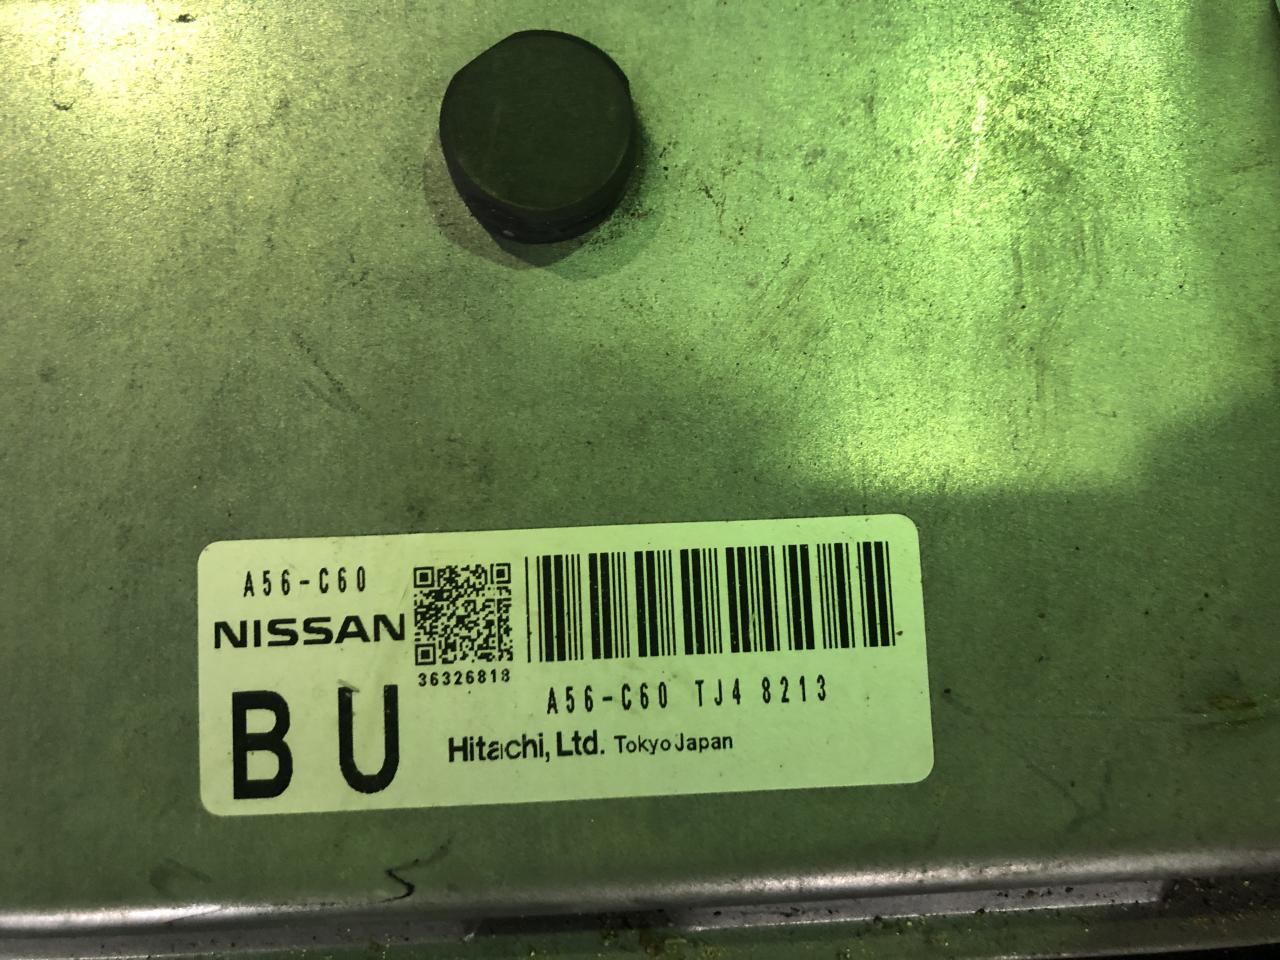 A56-C60
NISSAN
36326818
BU
A56-C60 TJ4 8213
Hitachi, Ltd. Tokyo Japan